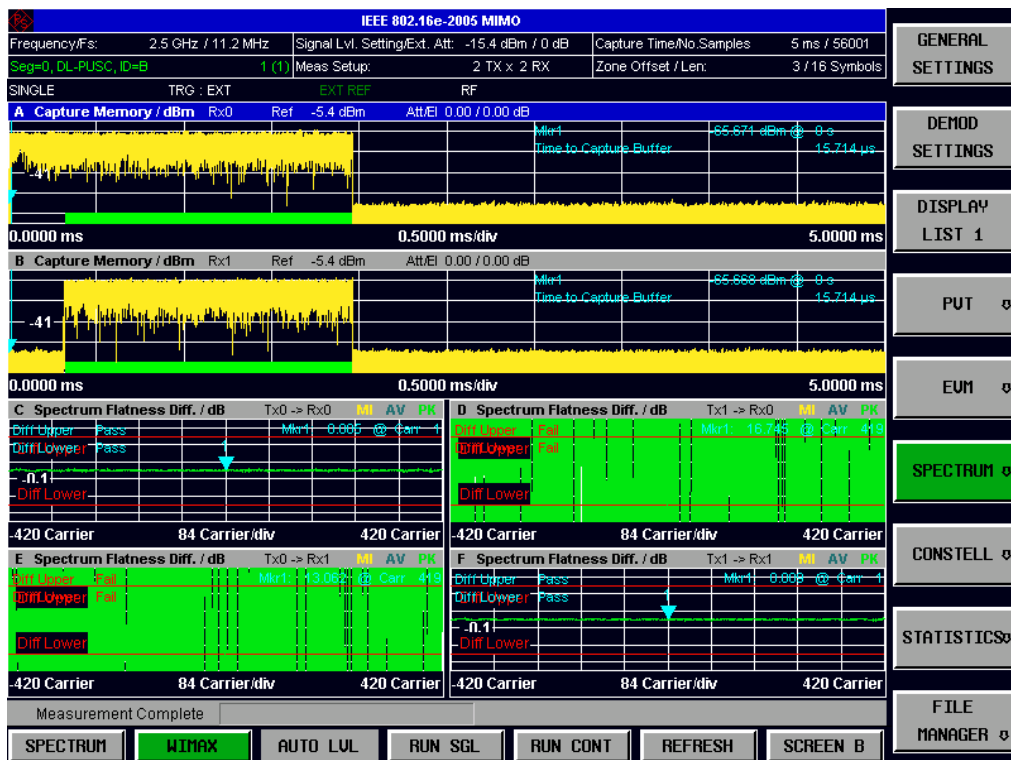 IEEE 802.16e-2005 MIMO
Frequency/Fs: 2.5 GHz / 11.2 MHz Signal Lvl. Setting/Ext. Att: -15.4 dBm / 0 dB Capture Time/No.Samples 5 ms / 56001
Seg=0, DL-PUSC, ID=B 1 (1) Meas Setup: 2 TX x 2 RX Zone Offset / Len: 3 / 16 Symbols
SINGLE TRG : EXT EXT REF RF
A Capture Memory / dBm Rx0 Ref -5.4 dBm Att/El 0.00 / 0.00 dB
Mkr1 -65.671 dBm @ 0 s
Time to Capture Buffer 15.714 µs
-41
0.0000 ms 0.5000 ms/div 5.0000 ms
B Capture Memory / dBm Rx1 Ref -5.4 dBm Att/El 0.00 / 0.00 dB
Mkr1 -65.668 dBm @ 0 s
Time to Capture Buffer 15.714 µs
-41
0.0000 ms 0.5000 ms/div 5.0000 ms
C Spectrum Flatness Diff. / dB Tx0 -> Rx0 MI AV PK
Diff Upper Pass Mkr1 0.005 @ Carr 1
Pass
1
-0.1
Diff Lower
-420 Carrier 84 Carrier/div 420 Carrier
D Spectrum Flatness Diff. / dB Tx1 -> Rx0 MI AV PK
Diff Upper Fail Mkr1: 16.745 @ Carr 419
Fail
Diff Lower
-420 Carrier 84 Carrier/div 420 Carrier
E Spectrum Flatness Diff. / dB Tx0 -> Rx1 MI AV PK
Diff Upper Fail Mkr1: 13.062 @ Carr 419
Fail
Diff Lower
-420 Carrier 84 Carrier/div 420 Carrier
F Spectrum Flatness Diff. / dB Tx1 -> Rx1 MI AV PK
Diff Upper Pass Mkr1 0.009 @ Carr 1
Pass
1
-0.1
Diff Lower
-420 Carrier 84 Carrier/div 420 Carrier
Measurement Complete
SPECTRUM WIMAX AUTO LVL RUN SGL RUN CONT REFRESH SCREEN B
GENERAL
SETTINGS
DEMOD
SETTINGS
DISPLAY
LIST 1
PVT
EVM
SPECTRUM
CONSTELL
STATISTICS
FILE
MANAGER